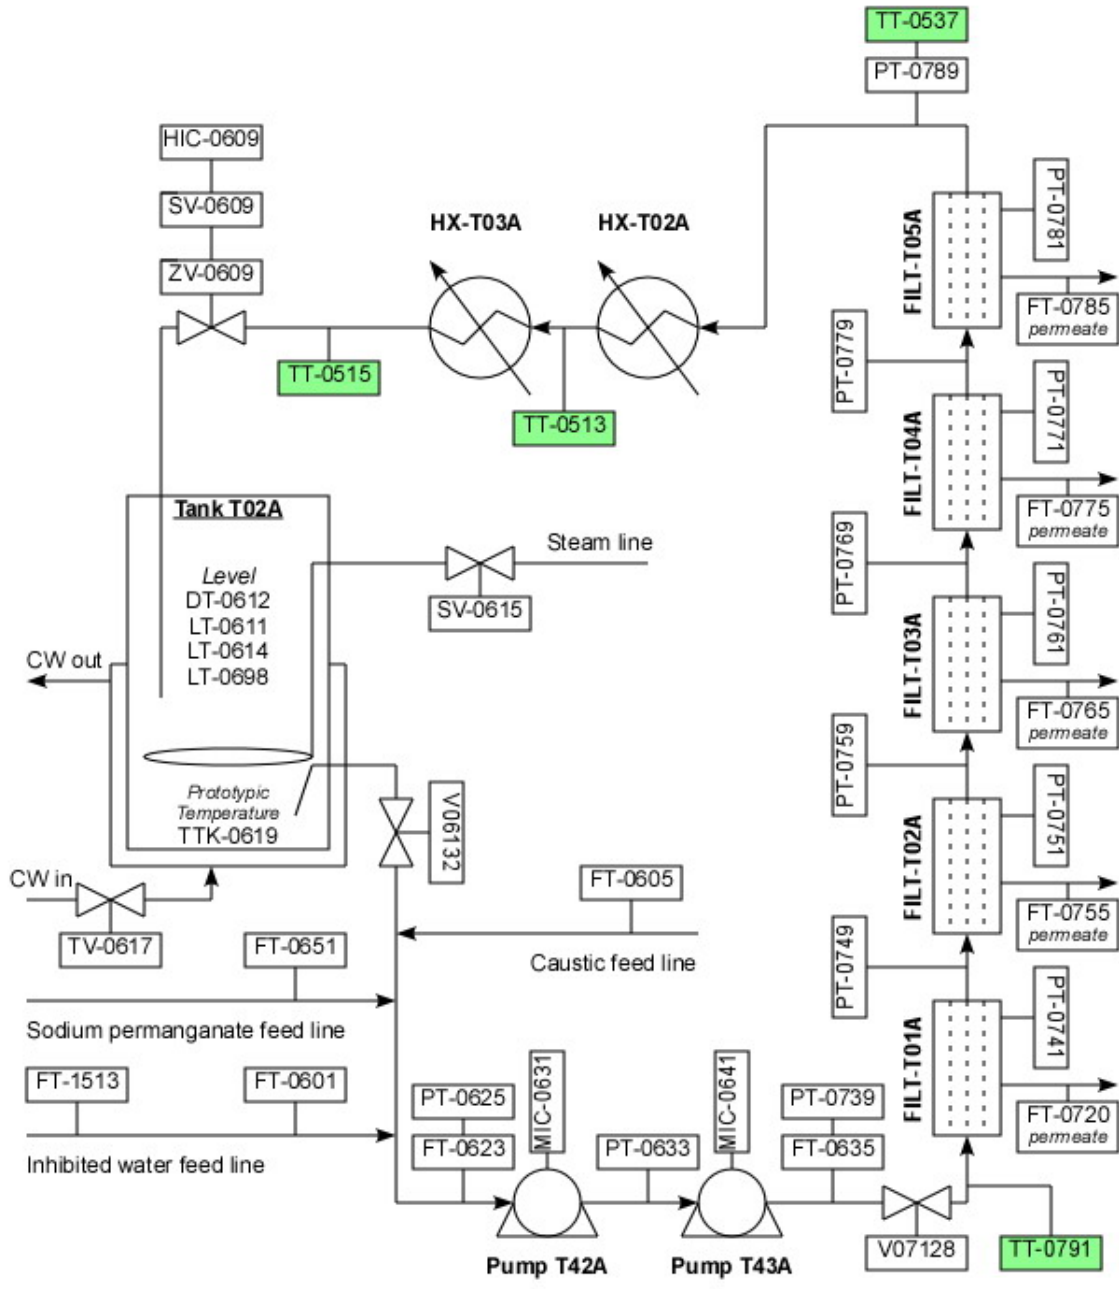 TT-0537
PT-0789
HIC-0609
SV-0609
ZV-0609
HX-T03A
HX-T02A
TT-0515
TT-0513
FILT-T05A
PT-0781
FT-0785
permeate
PT-0779
FILT-T04A
PT-0771
FT-0775
permeate
PT-0769
Tank T02A
Level
DT-0612
LT-0611
LT-0614
LT-0698
Steam line
SV-0615
CW out
FILT-T03A
PT-0761
FT-0765
permeate
PT-0759
Prototypic
Temperature
TTK-0619
V06132
FILT-T02A
PT-0751
FT-0755
permeate
CW in
TV-0617
FT-0605
Caustic feed line
PT-0749
FT-0651
Sodium permanganate feed line
FT-1513
FT-0601
Inhibited water feed line
PT-0625
FT-0623
MIC-0631
PT-0633
MIC-0641
PT-0739
FT-0635
FILT-T01A
PT-0741
FT-0720
permeate
Pump T42A
Pump T43A
V07128
TT-0791